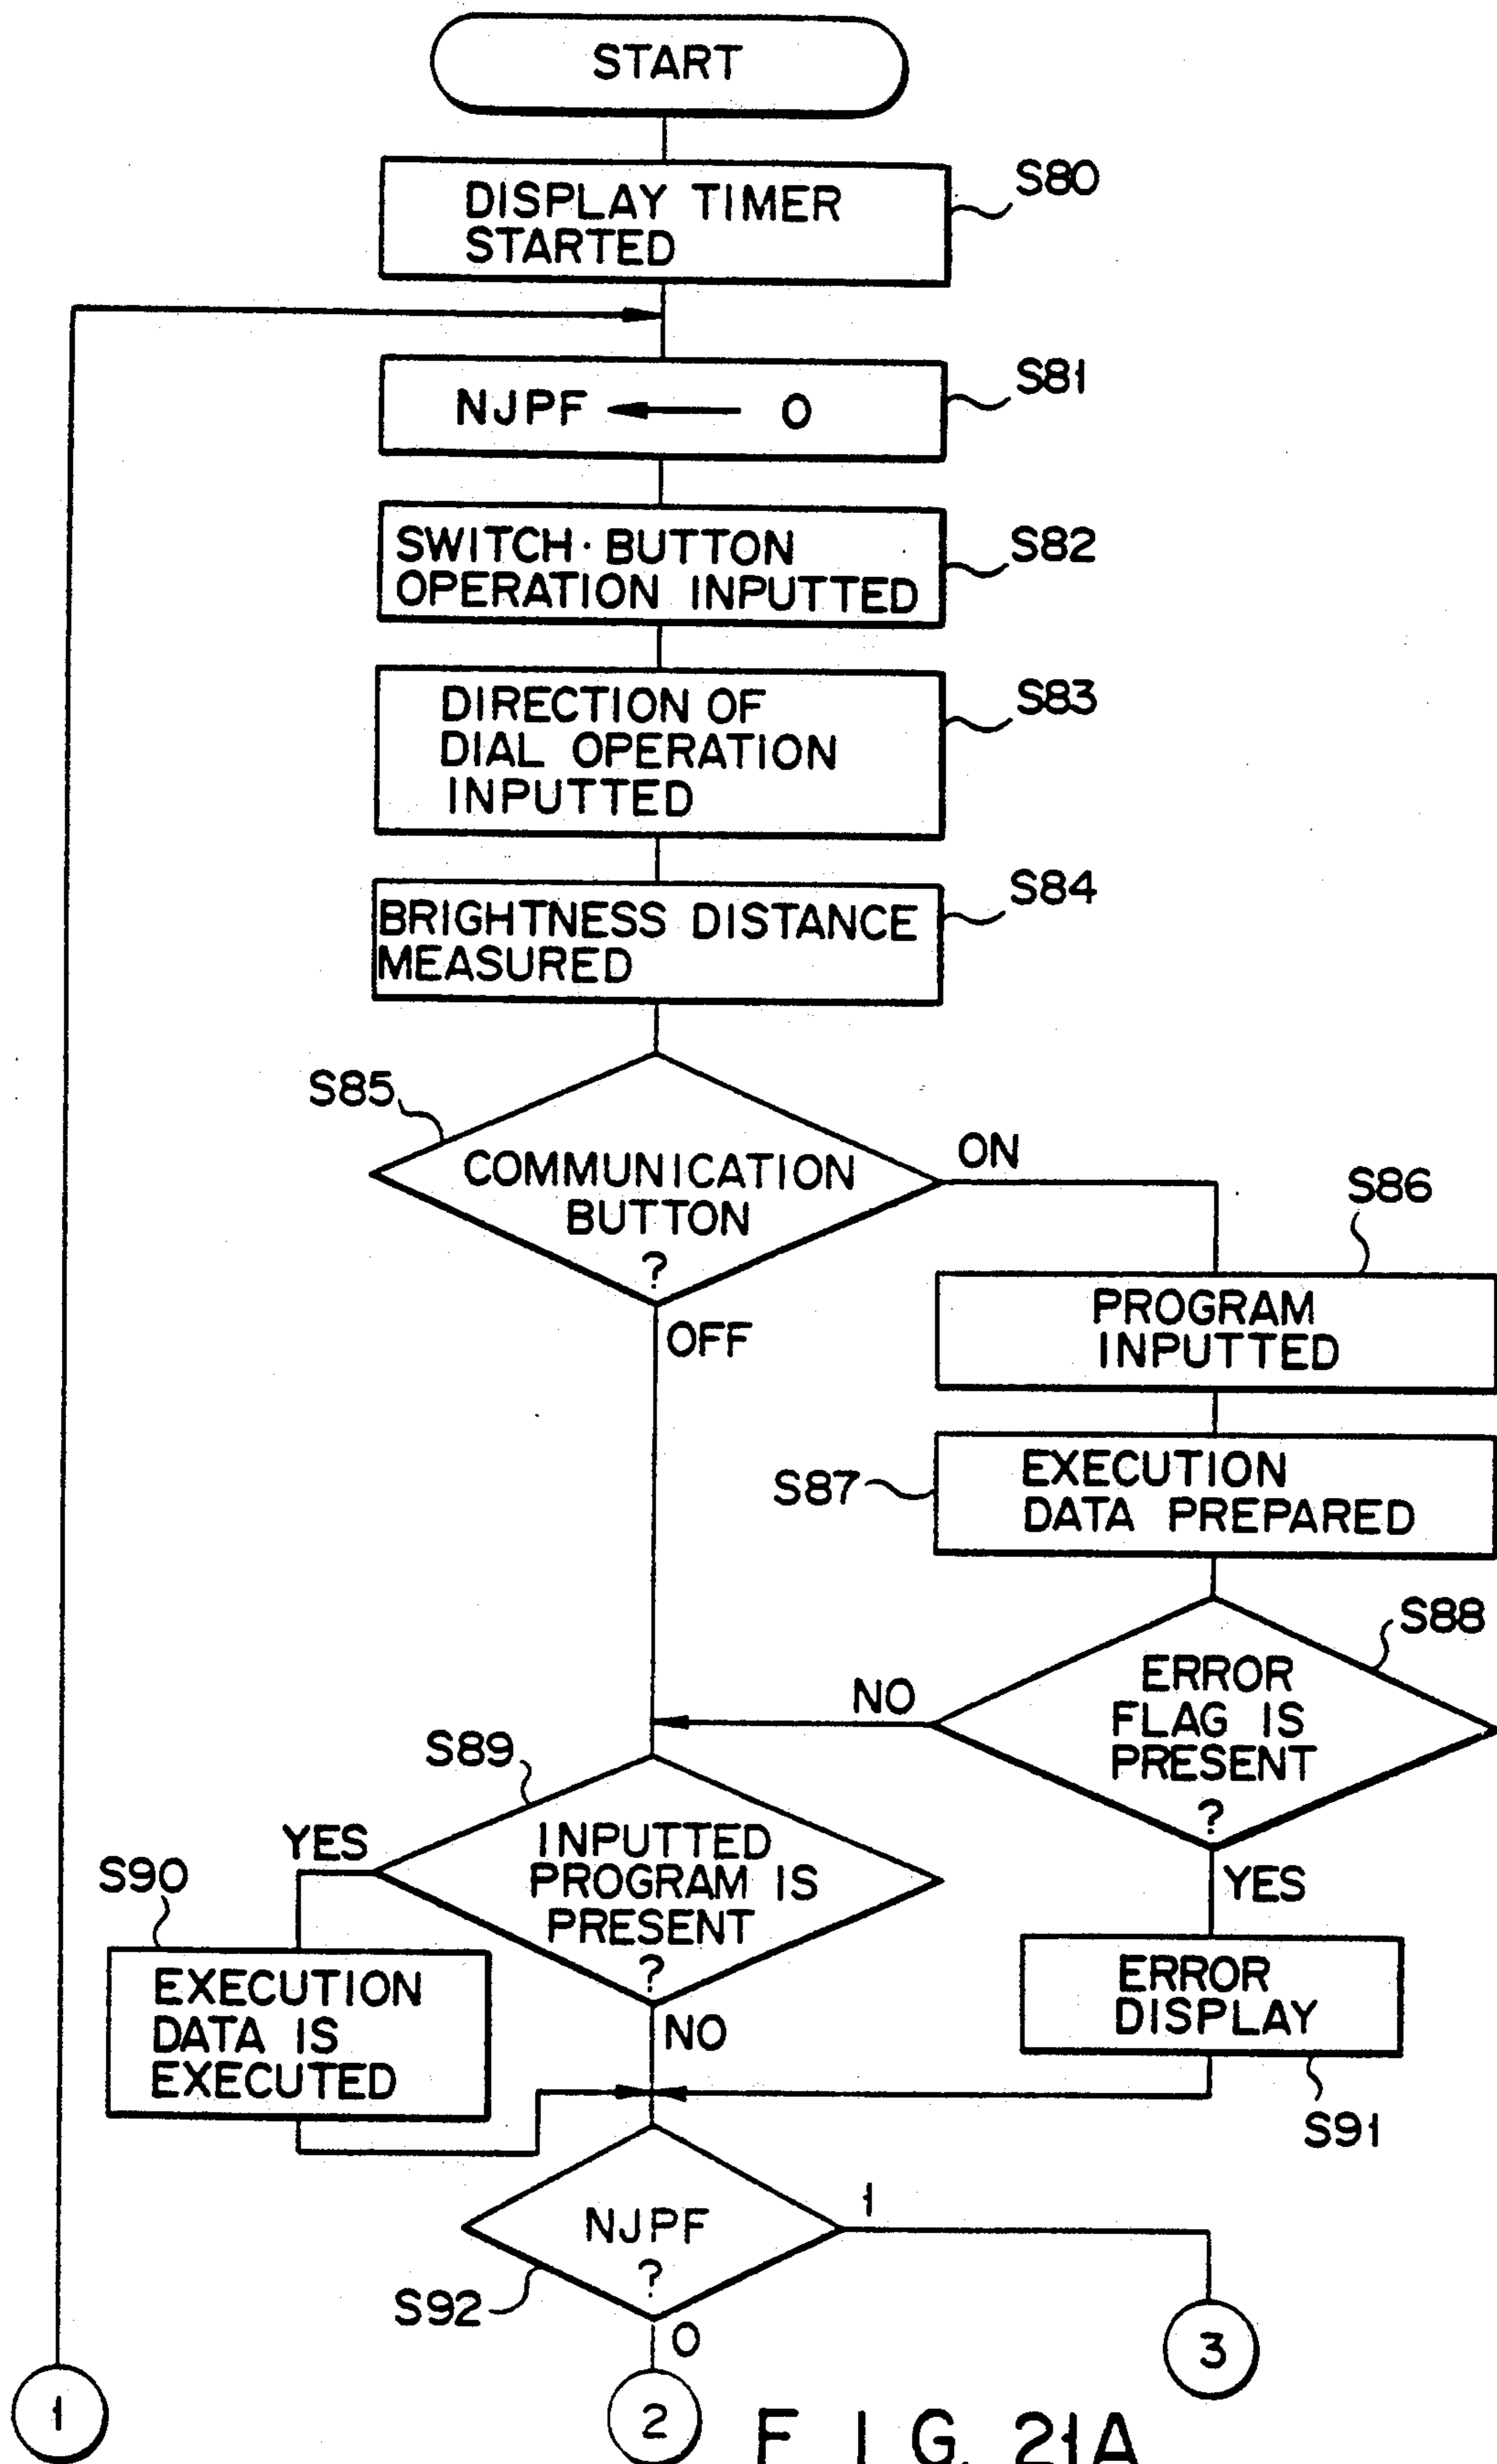 START
DISPLAY TIMER
STARTED
S80
NJPF ← 0
S81
SWITCH·BUTTON
OPERATION INPUTTED
S82
DIRECTION OF
DIAL OPERATION
INPUTTED
S83
BRIGHTNESS DISTANCE
MEASURED
S84
S85
COMMUNICATION
BUTTON
?
ON
OFF
S86
PROGRAM
INPUTTED
S87
EXECUTION
DATA PREPARED
S88
ERROR
FLAG IS
PRESENT
?
NO
YES
S89
INPUTTED
PROGRAM IS
PRESENT
?
YES
NO
S90
EXECUTION
DATA IS
EXECUTED
ERROR
DISPLAY
S91
NJPF
?
S92
1
0
1
2
3
FIG. 21A